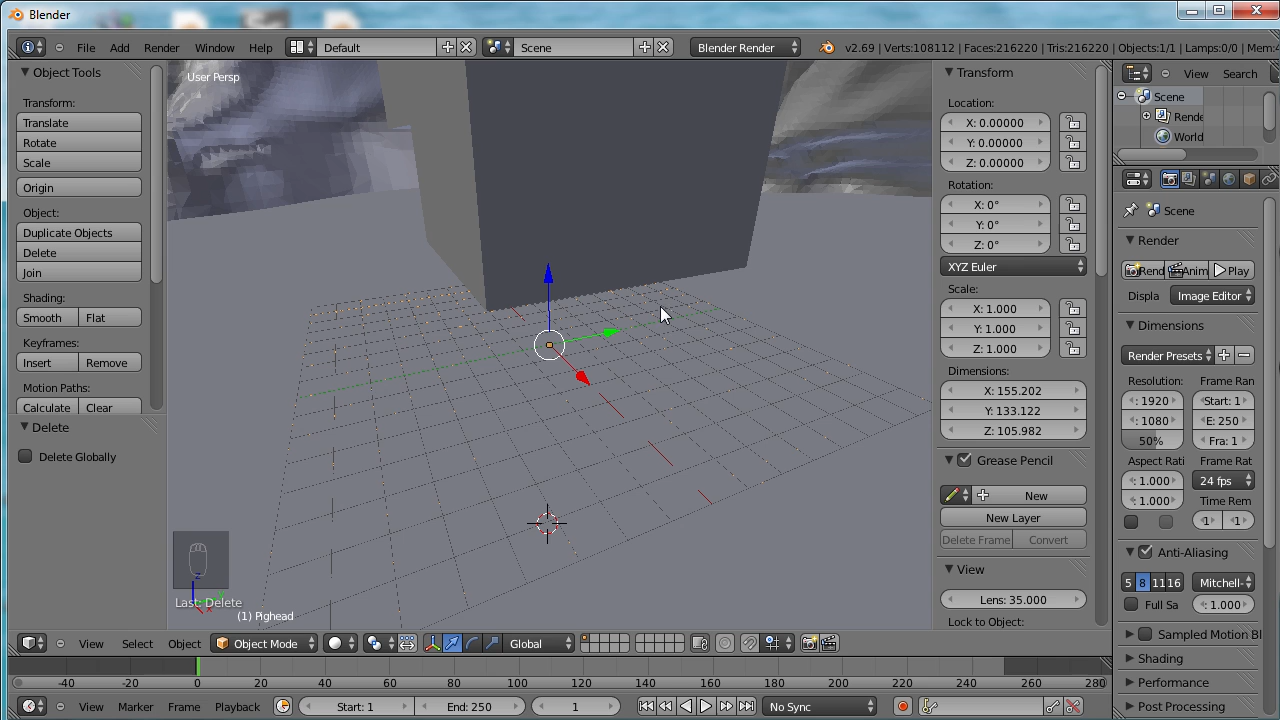 Blender
File Add Render Window Help Default Scene Blender Render v2.69 | Verts:108112 | Faces:216220 | Tris:216220 | Objects:1/1 | Lamps:0/0 | Mem:
Object Tools
Transform:
Translate
Rotate
Scale
Origin
Object:
Duplicate Objects
Delete
Join
Shading:
Smooth Flat
Keyframes:
Insert Remove
Motion Paths:
Calculate Clear
Delete
Delete Globally
User Persp
Last: Delete
z
(1) Pighead
Transform
Location:
X: 0.00000
Y: 0.00000
Z: 0.00000
Rotation:
X: 0°
Y: 0°
Z: 0°
XYZ Euler
Scale:
X: 1.000
Y: 1.000
Z: 1.000
Dimensions:
X: 155.202
Y: 133.122
Z: 105.982
Grease Pencil
New
New Layer
Delete Frame Convert
View
Lens: 35.000
Lock to Object:
View Search
Scene
Rende
World
Scene
Render
Rend Anim Play
Displa Image Editor
Dimensions
Render Presets
Resolution: Frame Ran
: 1920 Start: 1
: 1080 E: 250
50% Fra: 1
Aspect Rati Frame Rat
: 1.000 24 fps
: 1.000 Time Rem
1 1
Anti-Aliasing
5 8 11 16 Mitchell-
Full Sa : 1.000
Sampled Motion Bl
Shading
Performance
Post Processing
View Select Object Object Mode Global
-40 -20 0 20 40 60 80 100 120 140 160 180 200 220 240 260 280
View Marker Frame Playback Start: 1 End: 250 1 No Sync